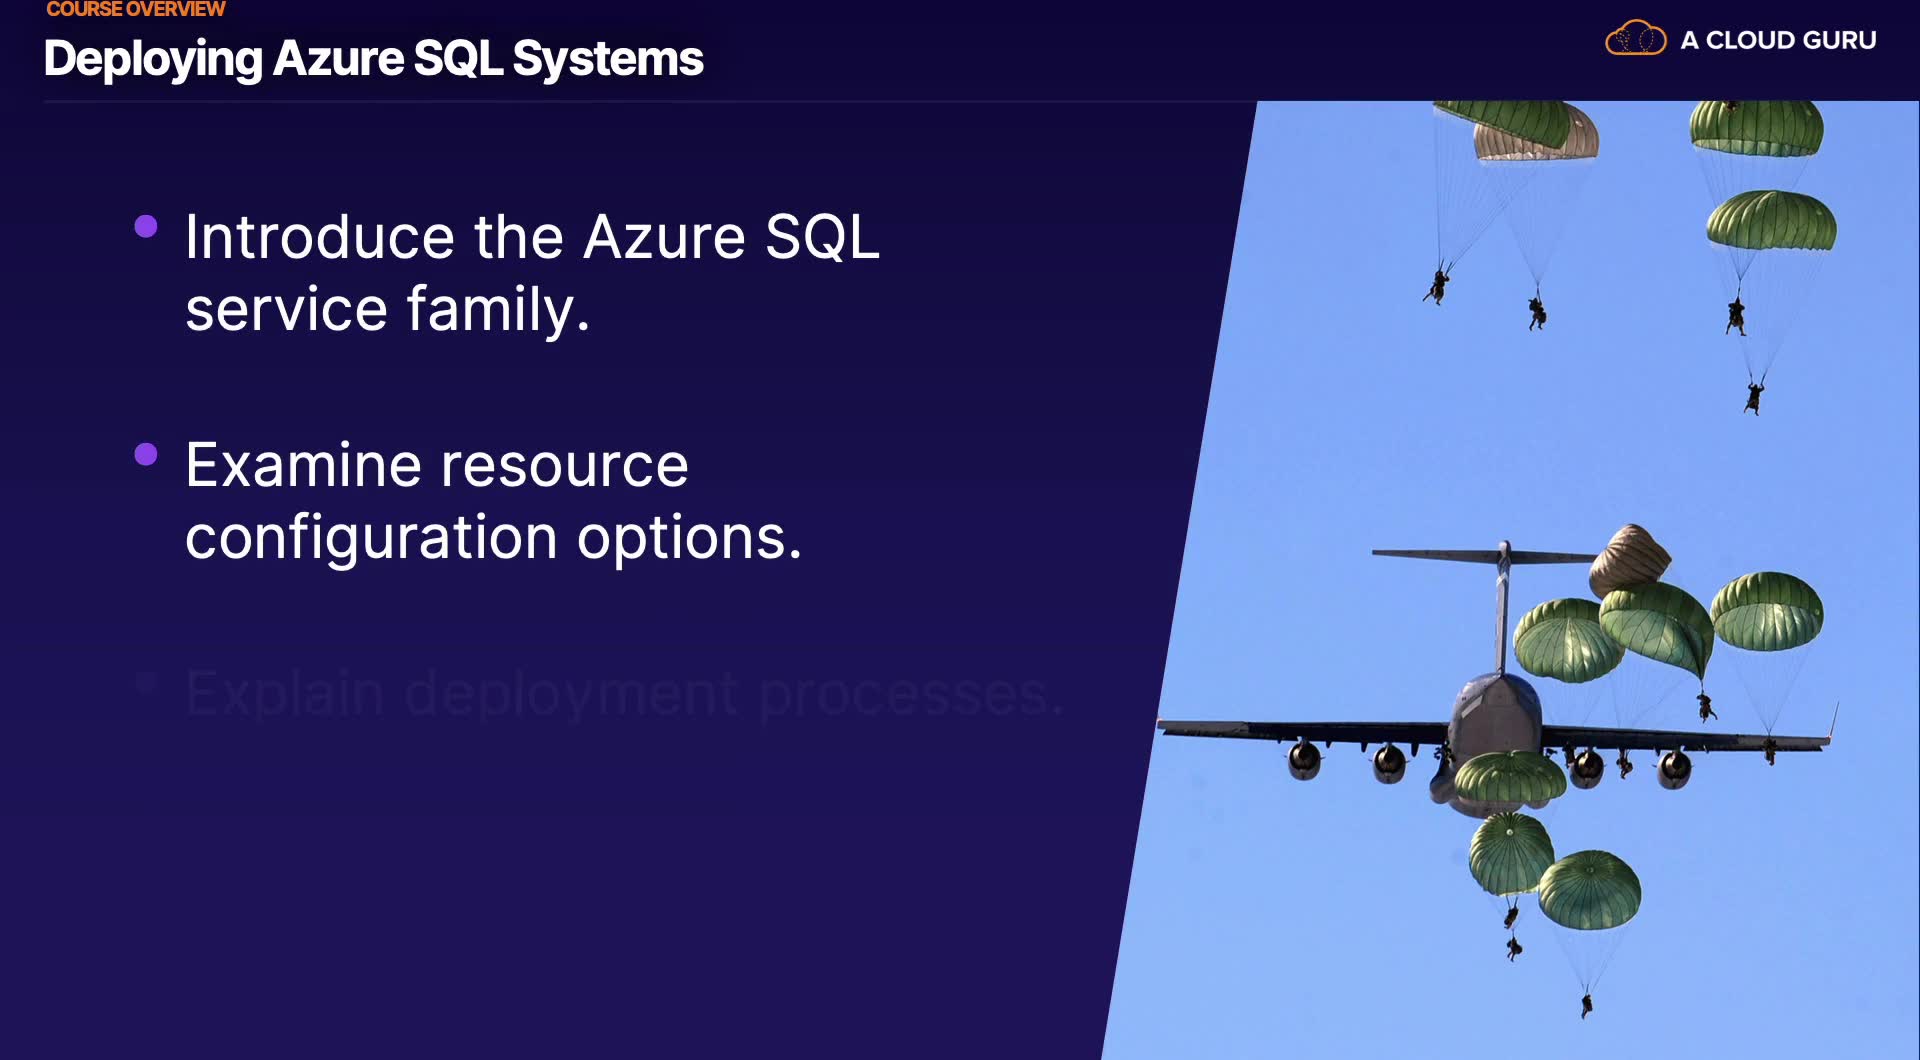 COURSE OVERVIEW
Deploying Azure SQL Systems
A CLOUD GURU
Introduce the Azure SQL
service family.
Examine resource
configuration options.
Explain deployment processes.